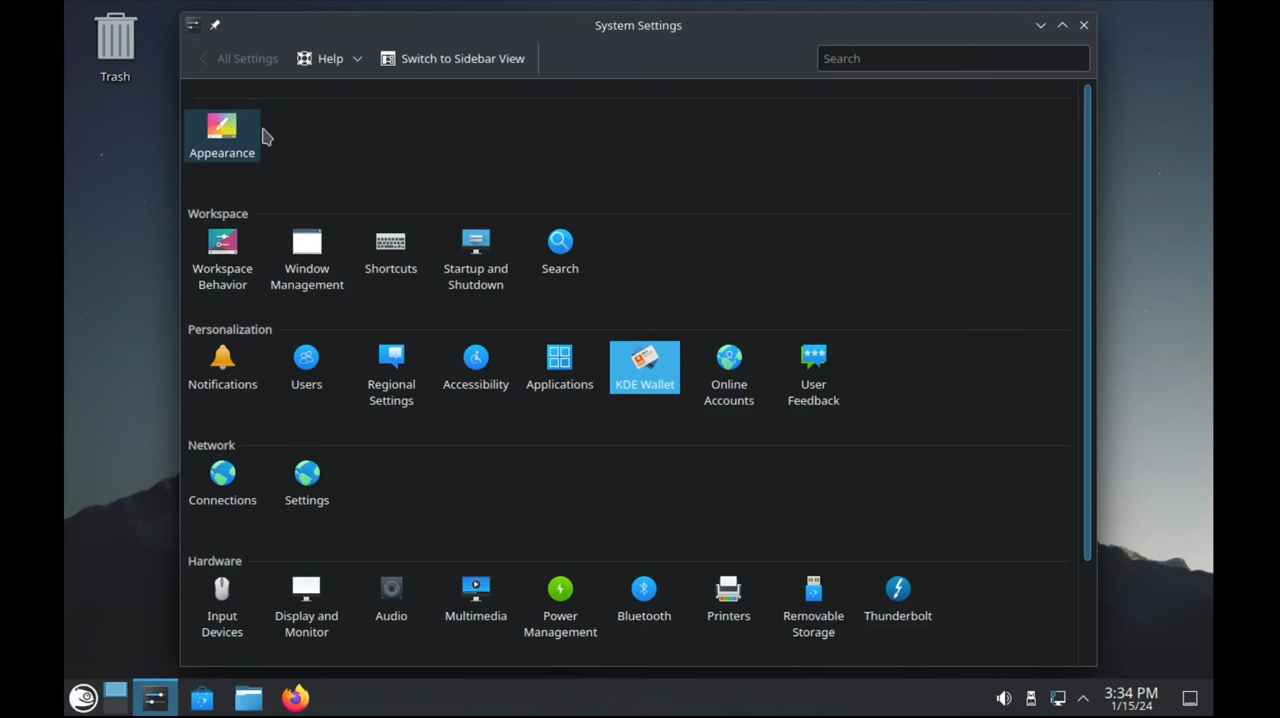 System Settings
All Settings
Help
Switch to Sidebar View
Search
Trash
Appearance
Workspace
Workspace
Behavior
Window
Management
Shortcuts
Startup and
Shutdown
Search
Personalization
Notifications
Users
Regional
Settings
Accessibility
Applications
KDE Wallet
Online
Accounts
User
Feedback
Network
Connections
Settings
Hardware
Input
Devices
Display and
Monitor
Audio
Multimedia
Power
Management
Bluetooth
Printers
Removable
Storage
Thunderbolt
3:34 PM
1/15/24